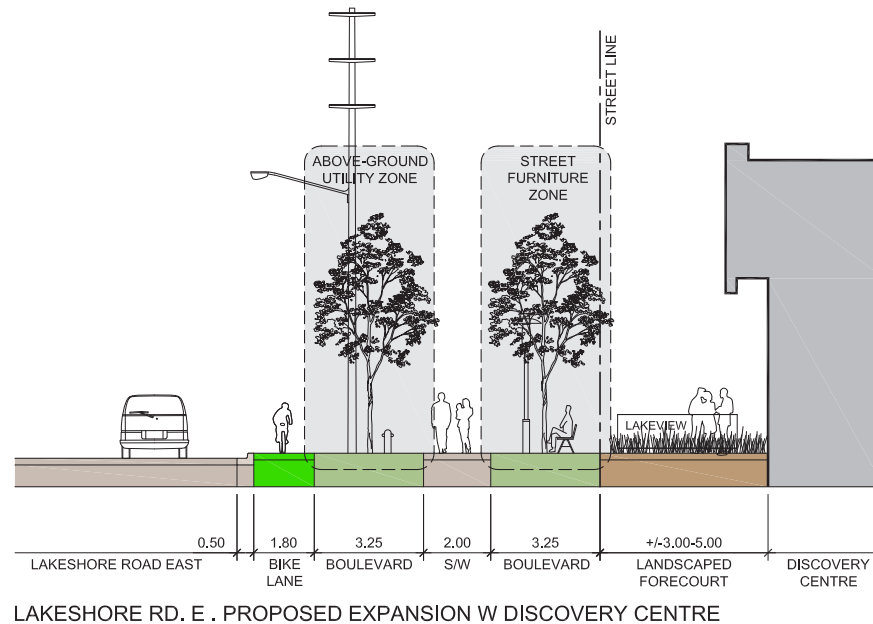 STREET LINE
ABOVE-GROUND
UTILITY ZONE
STREET
FURNITURE
ZONE
LAKEVIEW
0.50
1.80
3.25
2.00
3.25
+/-3.00-5.00
LAKESHORE ROAD EAST
BIKE
LANE
BOULEVARD
S/W
BOULEVARD
LANDSCAPED
FORECOURT
DISCOVERY
CENTRE
LAKESHORE RD. E . PROPOSED EXPANSION W DISCOVERY CENTRE